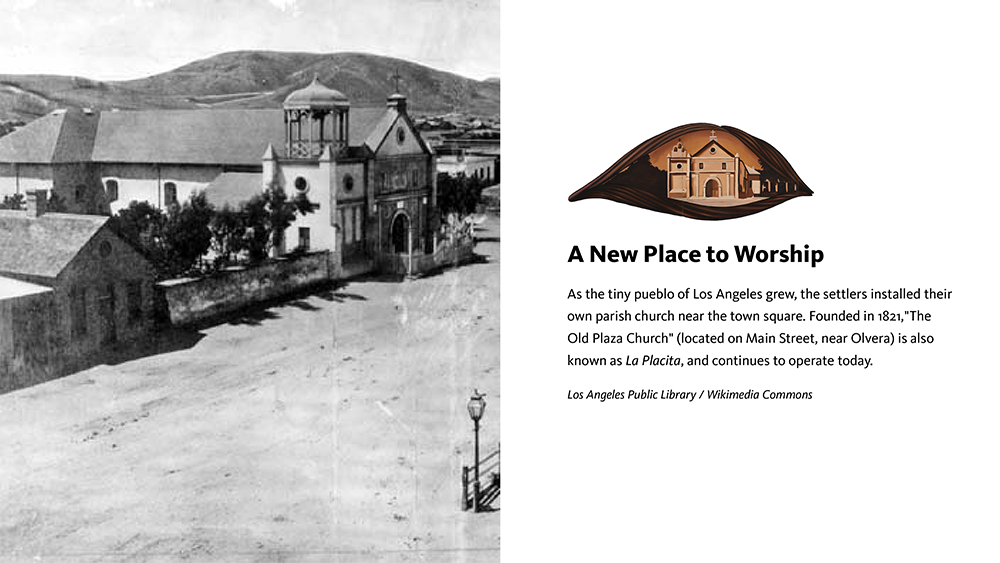 A New Place to Worship
As the tiny pueblo of Los Angeles grew, the settlers installed their
own parish church near the town square. Founded in 1821,"The
Old Plaza Church" (located on Main Street, near Olvera) is also
known as La Placita, and continues to operate today.
Los Angeles Public Library / Wikimedia Commons